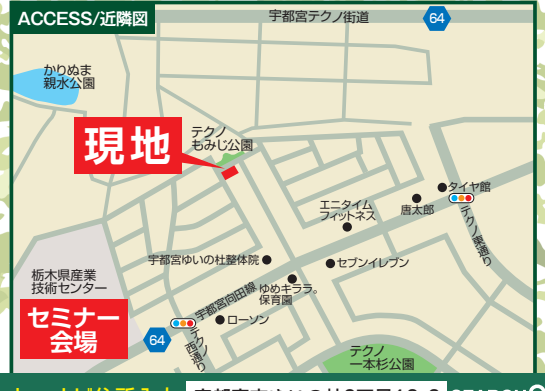 ACCESS/近隣図
宇都宮テクノ街道
64
かりぬま
親水公園
現地
テクノ
もみじ公園
タイヤ館
エニタイム
フィットネス
唐太郎
テクノ東通り
宇都宮ゆいの杜整体院
セブンイレブン
栃木県産業
技術センター
ゆめキララ。
保育園
宇都宮向田線
セミナー
会場
64
ローソン
テクノ西通り
テクノ
一本杉公園